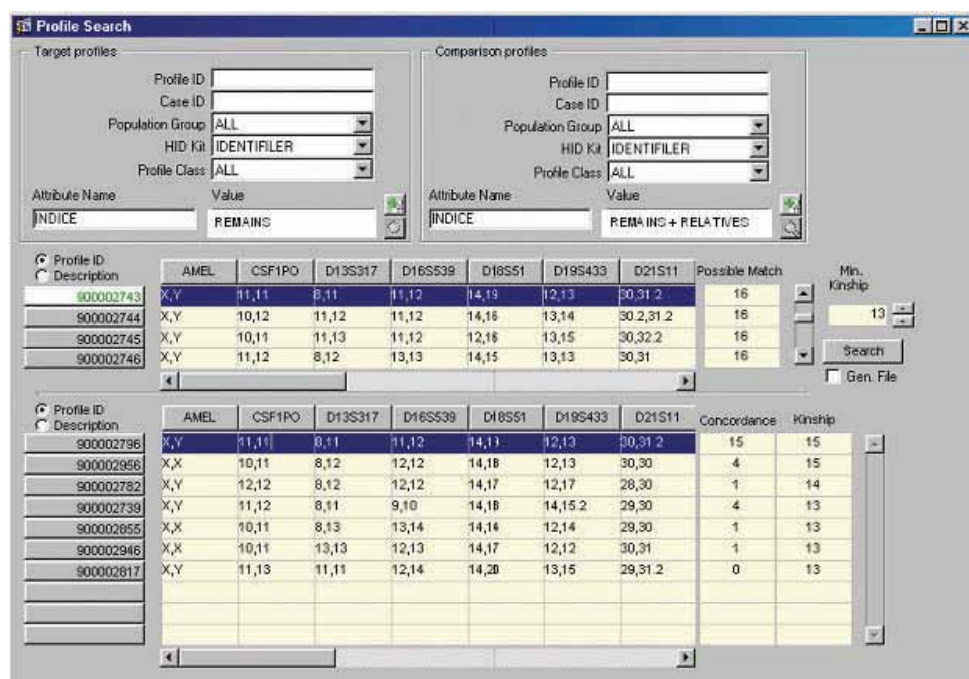 Profile Search
Target profiles Comparison profiles
Profile ID Profile ID
Case ID Case ID
Population Group ALL Population Group ALL
HID Kit IDENTIFILER HID Kit IDENTIFILER
Profile Class ALL Profile Class ALL
Attribute Name Value Attribute Name Value
INDICE REMAINS INDICE REMAINS + RELATIVES
Profile ID
Description AMEL CSF1PO D13S317 D16S539 D18S51 D19S433 D21S11 Possible Match Min. Kinship
900002743 X,Y 11,11 8,11 11,12 14,19 12,13 30,31.2 16 13
900002744 X,Y 10,12 11,12 11,12 14,16 13,14 30.2,31.2 16
900002745 X,Y 10,11 11,13 11,12 12,16 13,15 30,32.2 16 Search
900002746 X,Y 11,12 8,12 13,13 14,15 13,13 30,31 16
Gen. File
Profile ID
Description AMEL CSF1PO D13S317 D16S539 D18S51 D19S433 D21S11 Concordance Kinship
900002796 X,Y 11,11 8,11 11,12 14,19 12,13 30,31.2 15 15
900002956 X,X 10,11 8,12 12,12 14,18 12,13 30,30 4 15
900002782 X,Y 12,12 8,12 12,12 14,17 12,17 28,30 1 14
900002739 X,Y 11,12 8,11 9,10 14,18 14,15.2 29,30 4 13
900002855 X,X 10,11 8,13 13,14 14,14 12,14 29,30 1 13
900002946 X,X 10,11 13,13 12,13 14,17 12,12 30,31 1 13
900002817 X,Y 11,13 11,11 12,14 14,20 13,15 29,31.2 0 13